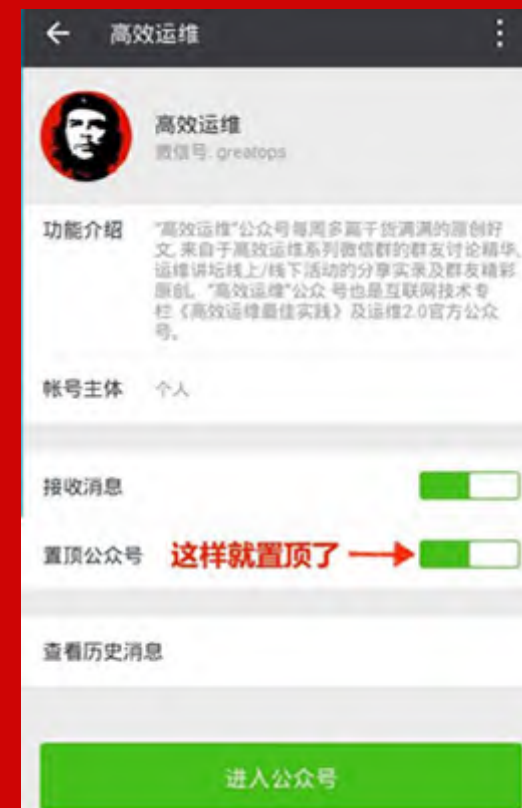 高效运维
高效运维
微信号: greatops
功能介绍
"高效运维"公众号每周多篇干货满满的原创好
文, 来自于高效运维系列微信群的群友讨论精华、
运维讲坛线上/线下活动的分享实录及群友精彩
原创。"高效运维"公众 号也是互联网技术专
栏《高效运维最佳实践》及运维2.0官方公众
号。
帐号主体 个人
接收消息
置顶公众号 这样就置顶了
查看历史消息
进入公众号